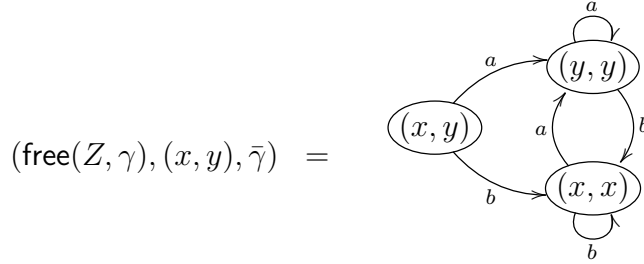 a
(y, y)
a
(x, y)
a
b
(free(Z, γ), (x, y), γ̄) =
b
(x, x)
b